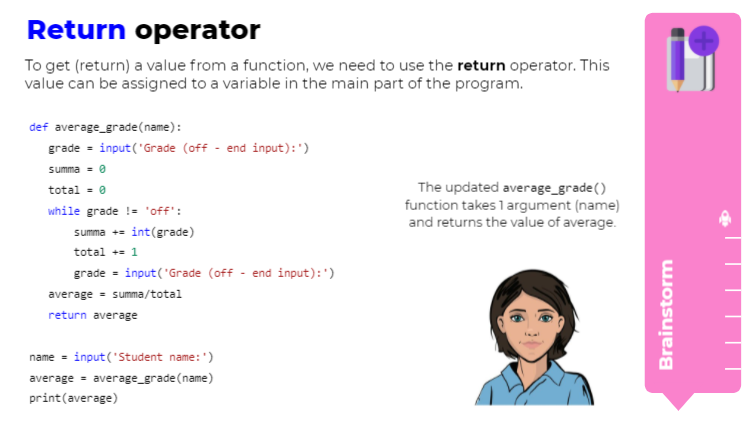 Return operator
To get (return) a value from a function, we need to use the return operator. This
value can be assigned to a variable in the main part of the program.
def average_grade(name):
    grade = input('Grade (off - end input):')
    summa = 0
    total = 0
    while grade != 'off':
        summa += int(grade)
        total += 1
        grade = input('Grade (off - end input):')
    average = summa/total
    return average
name = input('Student name:')
average = average_grade(name)
print(average)
The updated average_grade()
function takes 1 argument (name)
and returns the value of average.
Brainstorm